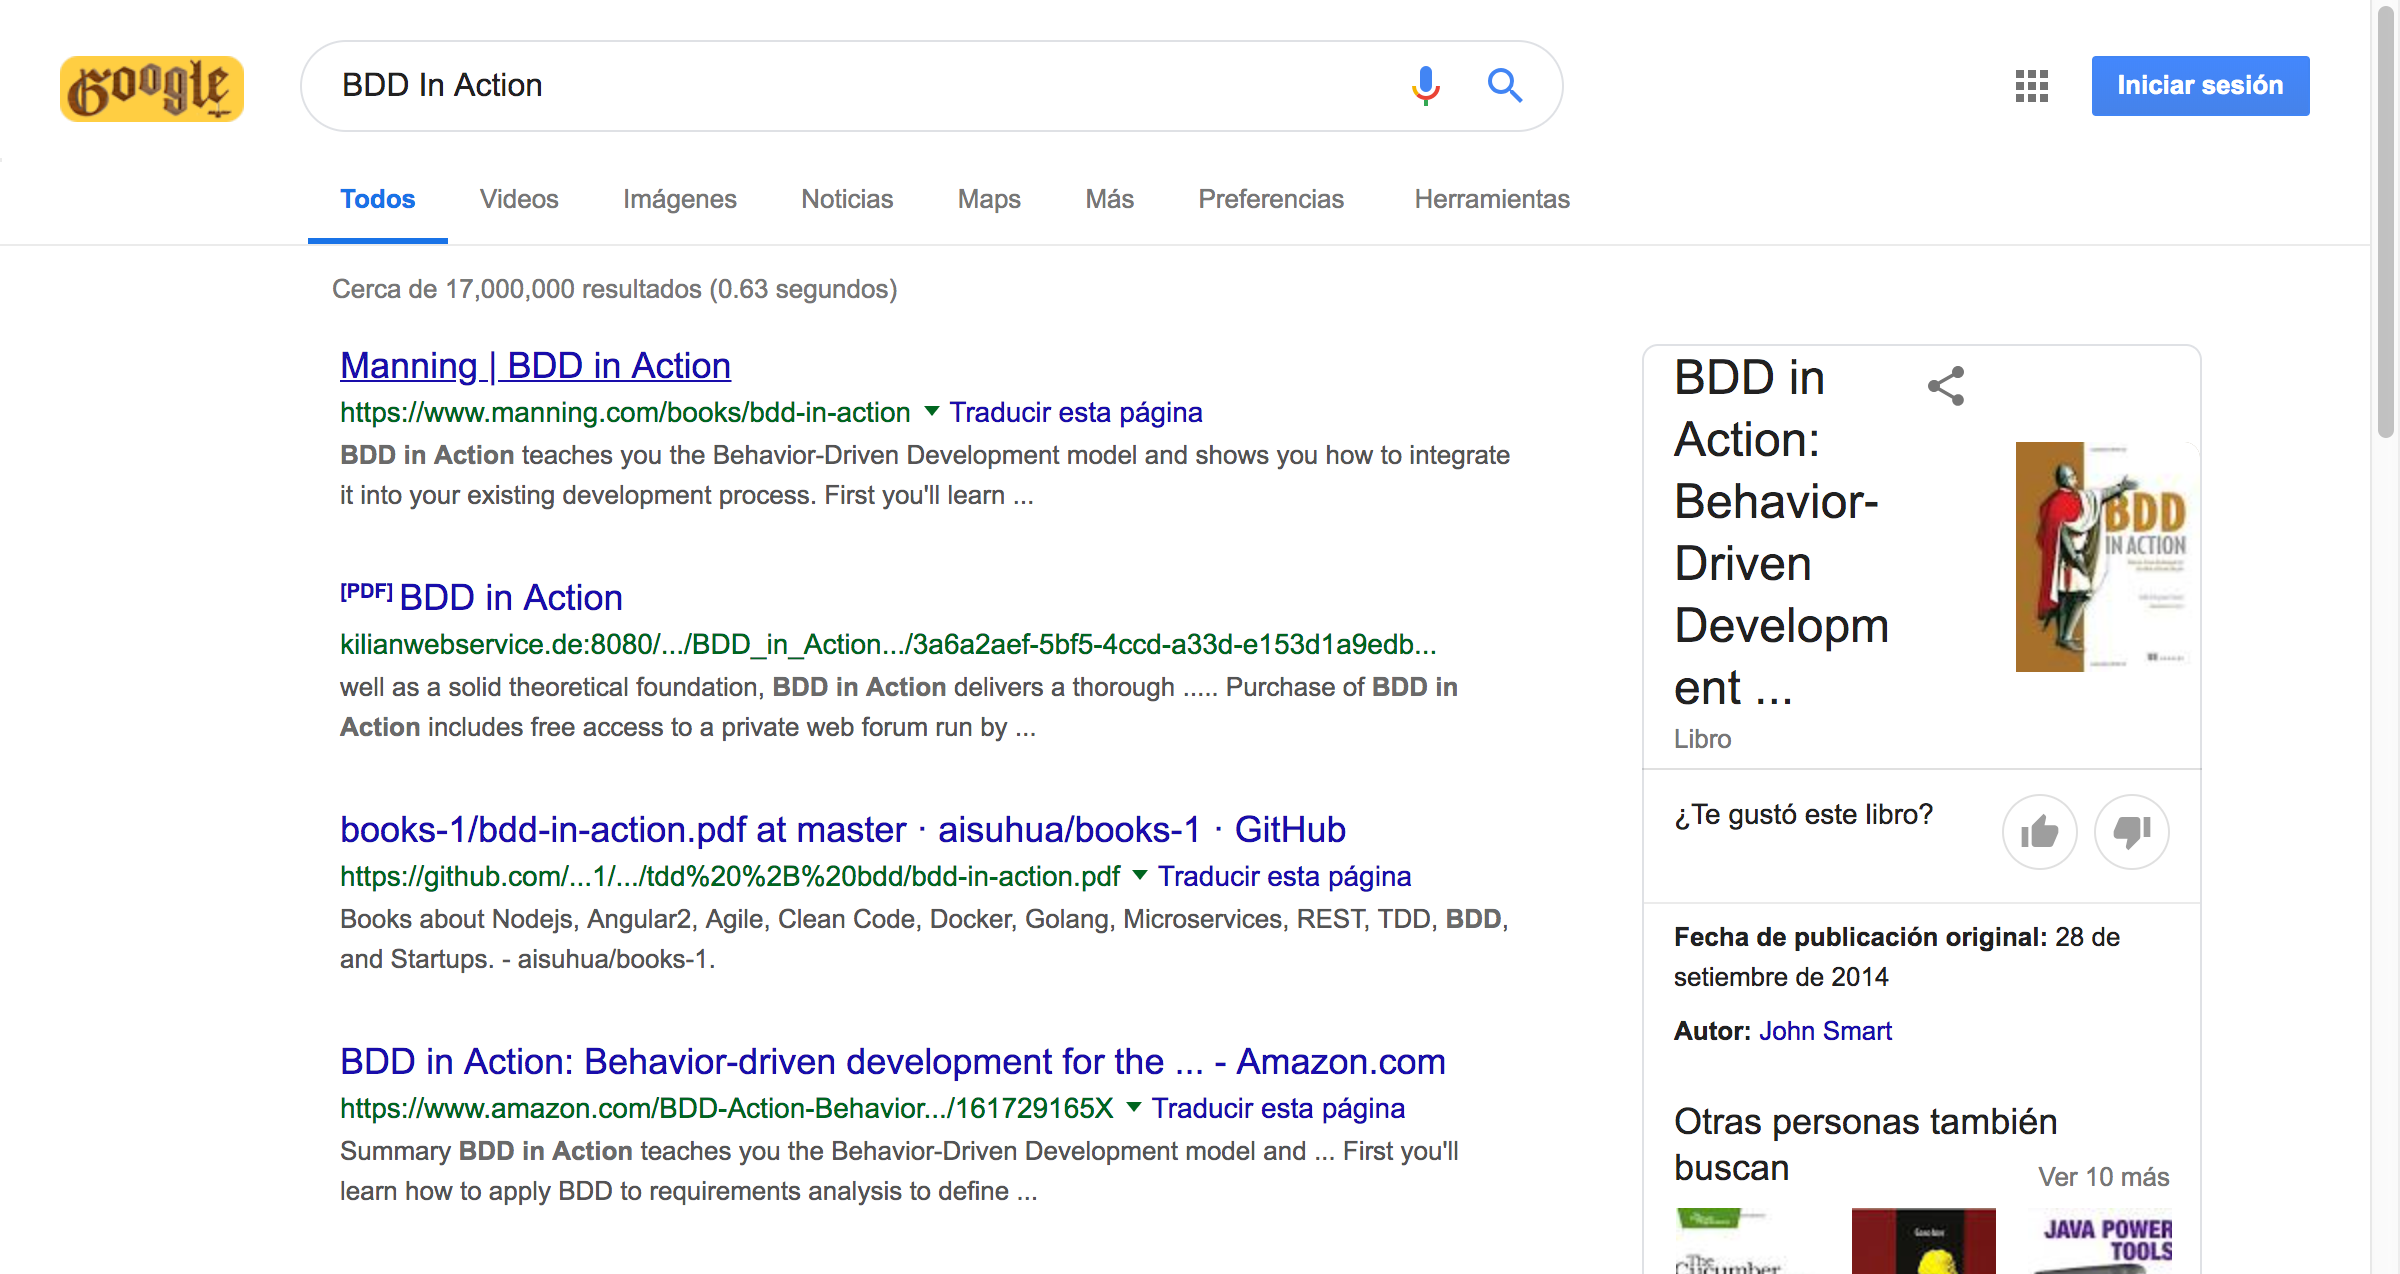 Google
BDD In Action
Iniciar sesión
Todos Videos Imágenes Noticias Maps Más Preferencias Herramientas
Cerca de 17,000,000 resultados (0.63 segundos)
Manning | BDD in Action
https://www.manning.com/books/bdd-in-action Traducir esta página
BDD in Action teaches you the Behavior-Driven Development model and shows you how to integrate
it into your existing development process. First you'll learn ...
[PDF] BDD in Action
kilianwebservice.de:8080/.../BDD_in_Action.../3a6a2aef-5bf5-4ccd-a33d-e153d1a9edb...
well as a solid theoretical foundation, BDD in Action delivers a thorough ..... Purchase of BDD in
Action includes free access to a private web forum run by ...
books-1/bdd-in-action.pdf at master · aisuhua/books-1 · GitHub
https://github.com/...1/.../tdd%20%2B%20bdd/bdd-in-action.pdf Traducir esta página
Books about Nodejs, Angular2, Agile, Clean Code, Docker, Golang, Microservices, REST, TDD, BDD,
and Startups. - aisuhua/books-1.
BDD in Action: Behavior-driven development for the ... - Amazon.com
https://www.amazon.com/BDD-Action-Behavior.../161729165X Traducir esta página
Summary BDD in Action teaches you the Behavior-Driven Development model and ... First you'll
learn how to apply BDD to requirements analysis to define ...
BDD in
Action:
Behavior-
Driven
Developm
ent ...
Libro
BDD
IN ACTION
¿Te gustó este libro?
Fecha de publicación original: 28 de
setiembre de 2014
Autor: John Smart
Otras personas también
buscan
Ver 10 más
The
Cucumber
JAVA POWER
TOOLS